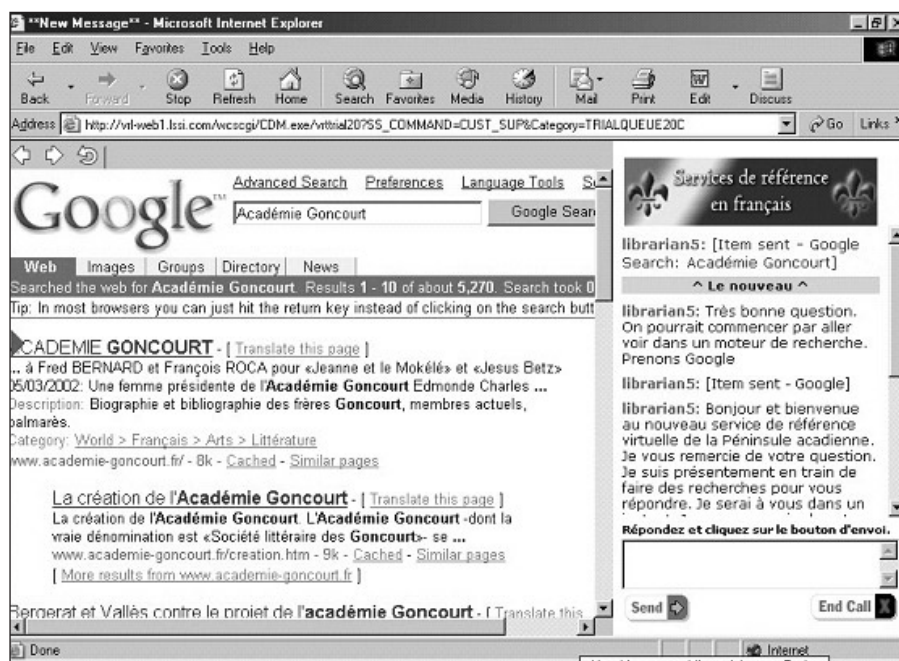 **New Message** - Microsoft Internet Explorer
File Edit View Favorites Tools Help
Back Forward Stop Refresh Home Search Favorites Media History Mail Print Edit Discuss
Address http://vrl-web1.lssi.com/wcscgi/CDM.exe/vrttrial20?SS_COMMAND=CUST_SUP&Category=TRIALQUEUE20C Go Links
Google™
Advanced Search Preferences Language Tools
Académie Goncourt Google Sear
Web Images Groups Directory News
Searched the web for Académie Goncourt. Results 1 - 10 of about 5,270. Search took 0
Tip: In most browsers you can just hit the return key instead of clicking on the search butt
CADEMIE GONCOURT - [ Translate this page ]
... à Fred BERNARD et François ROCA pour «Jeanne et le Mokélé» et «Jesus Betz»
05/03/2002: Une femme présidente de l'Académie Goncourt Edmonde Charles ...
Description: Biographie et bibliographie des frères Goncourt, membres actuels,
palmarès.
Category: World > Français > Arts > Littérature
www.academie-goncourt.fr/ - 8k - Cached - Similar pages
La création de l'Académie Goncourt - [ Translate this page ]
La création de l'Académie Goncourt. L'Académie Goncourt -dont la
vraie dénomination est «Société littéraire des Goncourt»- se ...
www.academie-goncourt.fr/creation.htm - 9k - Cached - Similar pages
[ More results from www.academie-goncourt.fr ]
Bergerat et Vallès contre le projet de l'académie Goncourt - [ Translate this
Services de référence
en français
librarian5: [Item sent - Google
Search: Académie Goncourt]
^ Le nouveau ^
librarian5: Très bonne question.
On pourrait commencer par aller
voir dans un moteur de recherche.
Prenons Google
librarian5: [Item sent - Google]
librarian5: Bonjour et bienvenue
au nouveau service de référence
virtuelle de la Péninsule acadienne.
Je vous remercie de votre question.
Je suis présentement en train de
faire des recherches pour vous
répondre. Je serai à vous dans un
Répondez et cliquez sur le bouton d'envoi.
Send End Call X
Done Internet